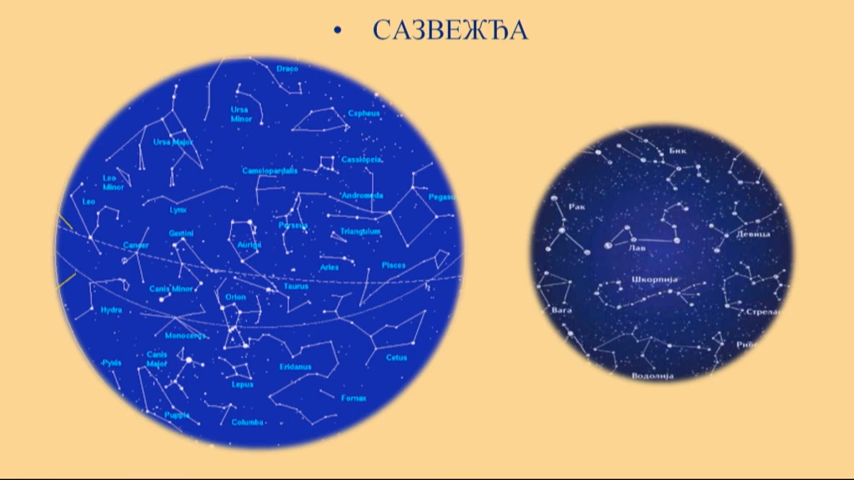 • САЗВЕЖЂА
Draco
Ursa
Minor
Cepheus
Ursa Major
Cassiopeia
Camelopardalis
Leo
Minor
Andromeda
Pegasu
Leo
Lynx
Perseus
Triangulum
Gemini
Cancer
Auriga
Aries
Pisces
Canis Minor
Taurus
Orion
Hydra
Monoceros
Canis
Major
Pyxis
Cetus
Eridanus
Lepus
Fornax
Puppis
Columba
Бик
Рак
Девица
Лав
Шкорпија
Вага
Стрелац
Водолија